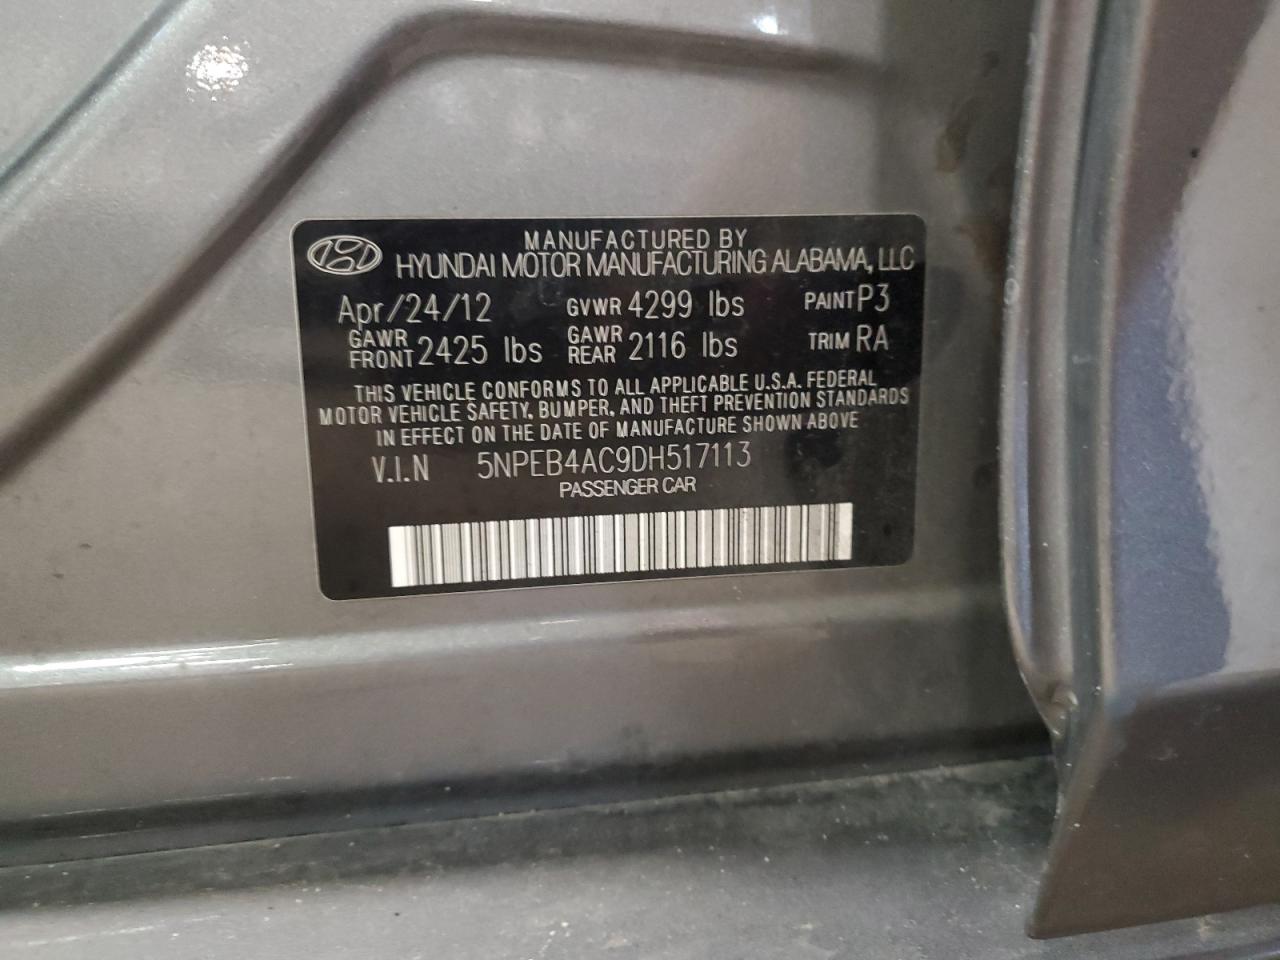 MANUFACTURED BY
HYUNDAI MOTOR MANUFACTURING ALABAMA, LLC
Apr/24/12 GVWR 4299 lbs PAINT P3
GAWR FRONT 2425 lbs GAWR REAR 2116 lbs TRIM RA
THIS VEHICLE CONFORMS TO ALL APPLICABLE U.S.A. FEDERAL
MOTOR VEHICLE SAFETY, BUMPER, AND THEFT PREVENTION STANDARDS
IN EFFECT ON THE DATE OF MANUFACTURE SHOWN ABOVE
V.I.N 5NPEB4AC9DH517113
PASSENGER CAR